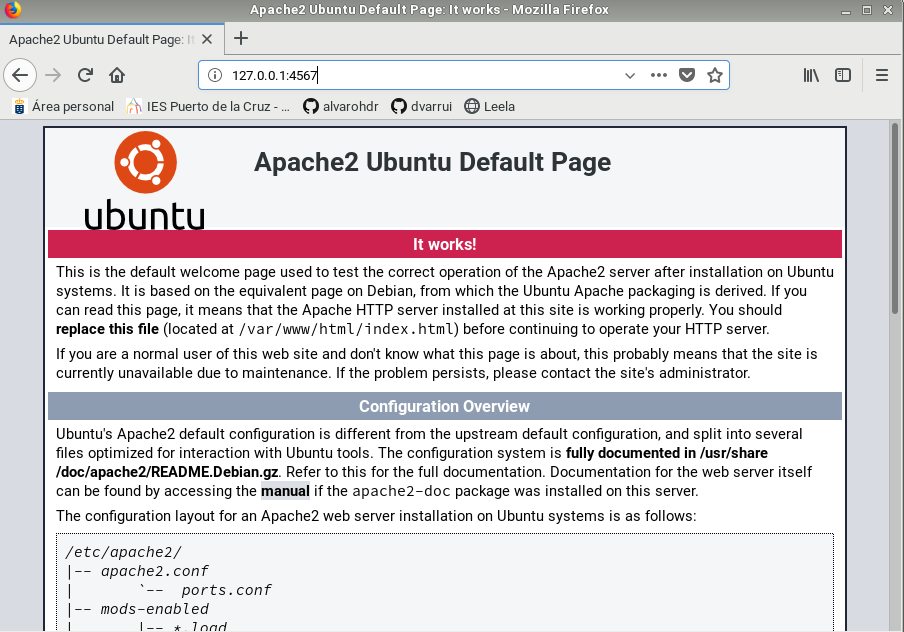 Apache2 Ubuntu Default Page: It works - Mozilla Firefox
Apache2 Ubuntu Default Page: It
127.0.0.1:4567
Área personal IES Puerto de la Cruz - ... alvarohdr dvarrui Leela
ubuntu
Apache2 Ubuntu Default Page
It works!
This is the default welcome page used to test the correct operation of the Apache2 server after installation on Ubuntu
systems. It is based on the equivalent page on Debian, from which the Ubuntu Apache packaging is derived. If you
can read this page, it means that the Apache HTTP server installed at this site is working properly. You should
replace this file (located at /var/www/html/index.html) before continuing to operate your HTTP server.
If you are a normal user of this web site and don't know what this page is about, this probably means that the site is
currently unavailable due to maintenance. If the problem persists, please contact the site's administrator.
Configuration Overview
Ubuntu's Apache2 default configuration is different from the upstream default configuration, and split into several
files optimized for interaction with Ubuntu tools. The configuration system is fully documented in /usr/share
/doc/apache2/README.Debian.gz. Refer to this for the full documentation. Documentation for the web server itself
can be found by accessing the manual if the apache2-doc package was installed on this server.
The configuration layout for an Apache2 web server installation on Ubuntu systems is as follows:
/etc/apache2/
|-- apache2.conf
|       `--  ports.conf
|-- mods-enabled
|       |-- *.load